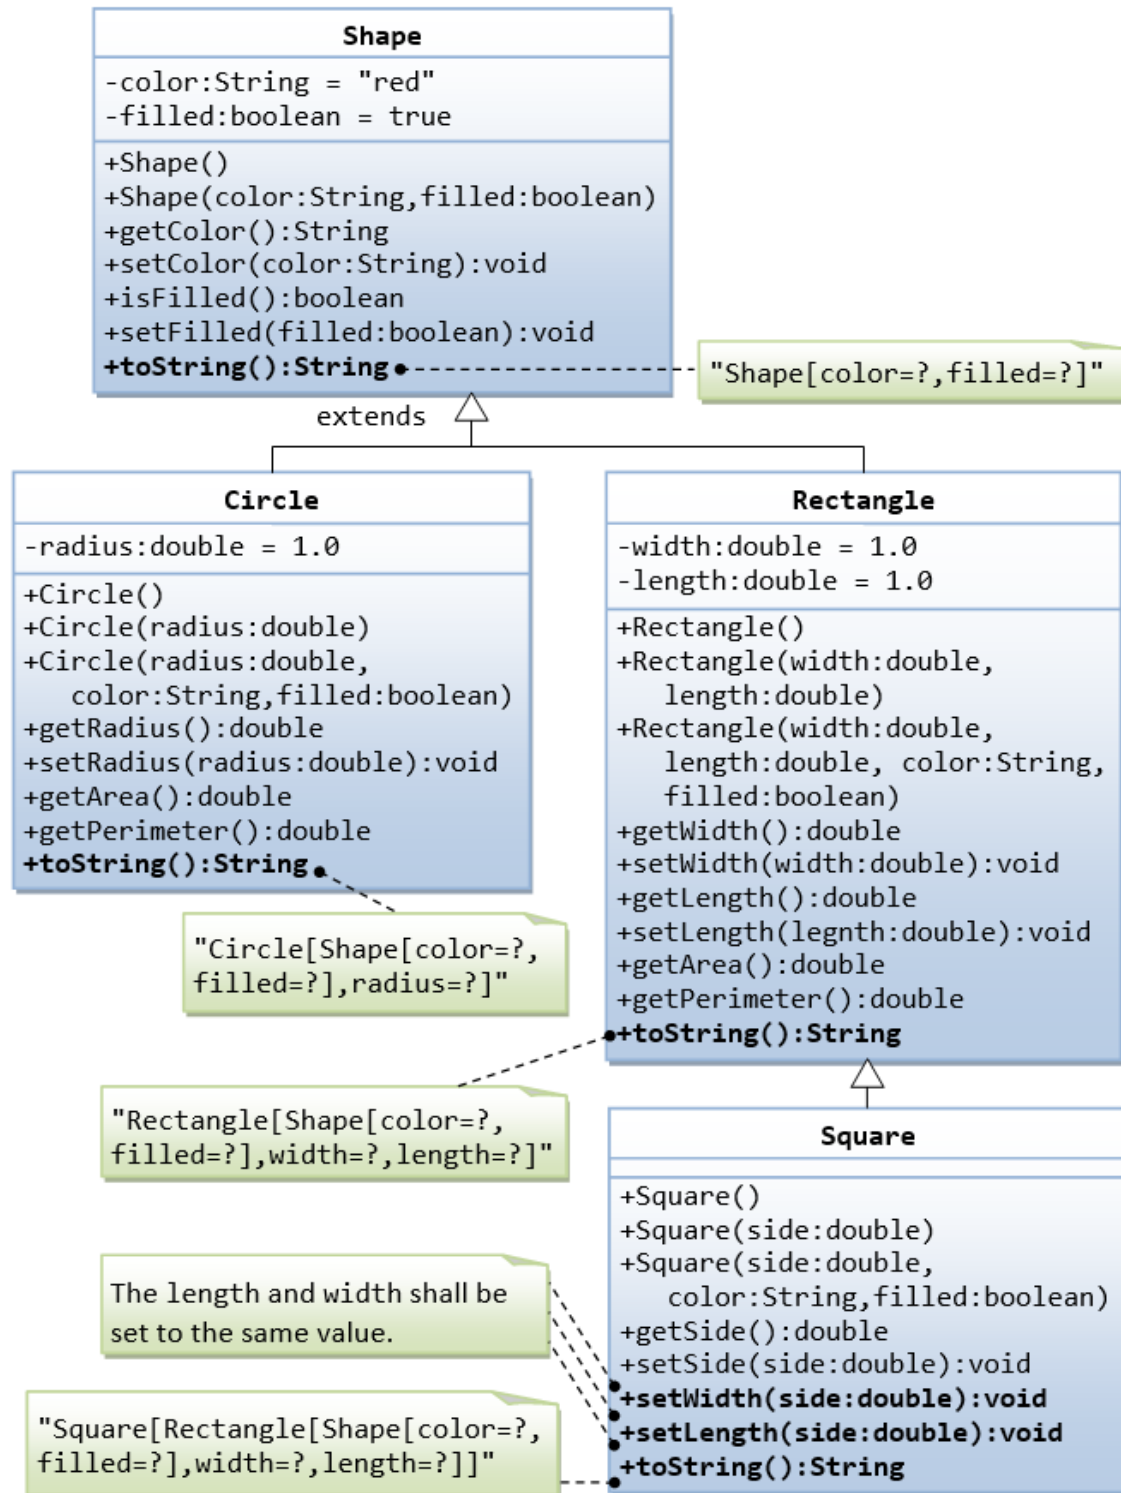 Shape
-color:String = "red"
-filled:boolean = true
+Shape()
+Shape(color:String,filled:boolean)
+getColor():String
+setColor(color:String):void
+isFilled():boolean
+setFilled(filled:boolean):void
+toString():String
"Shape[color=?,filled=?]"
extends
Circle
-radius:double = 1.0
+Circle()
+Circle(radius:double)
+Circle(radius:double,
color:String,filled:boolean)
+getRadius():double
+setRadius(radius:double):void
+getArea():double
+getPerimeter():double
+toString():String
"Circle[Shape[color=?,
filled=?],radius=?]"
Rectangle
-width:double = 1.0
-length:double = 1.0
+Rectangle()
+Rectangle(width:double,
length:double)
+Rectangle(width:double,
length:double, color:String,
filled:boolean)
+getWidth():double
+setWidth(width:double):void
+getLength():double
+setLength(legnth:double):void
+getArea():double
+getPerimeter():double
+toString():String
"Rectangle[Shape[color=?,
filled=?],width=?,length=?]"
Square
+Square()
+Square(side:double)
+Square(side:double,
color:String,filled:boolean)
+getSide():double
+setSide(side:double):void
+setWidth(side:double):void
+setLength(side:double):void
+toString():String
The length and width shall be
set to the same value.
"Square[Rectangle[Shape[color=?,
filled=?],width=?,length=?]]"